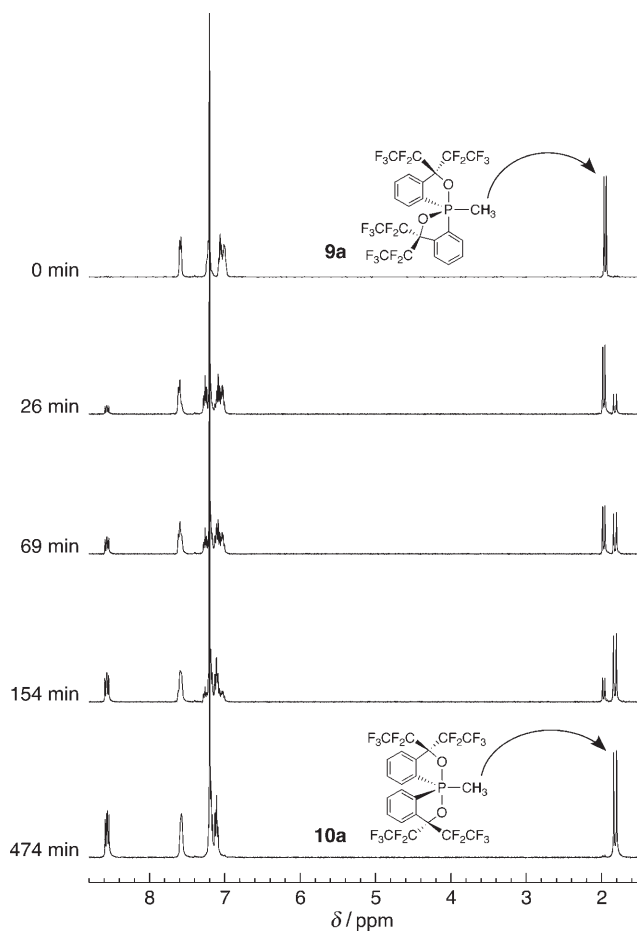 F₃CF₂C CF₂CF₃
O
O P CH₃
F₃CF₂C
F₃CF₂C
9a
0 min
26 min
69 min
154 min
F₃CF₂C CF₂CF₃
O
P CH₃
O
F₃CF₂C CF₂CF₃
10a
474 min
8 7 6 5 4 3 2
δ / ppm